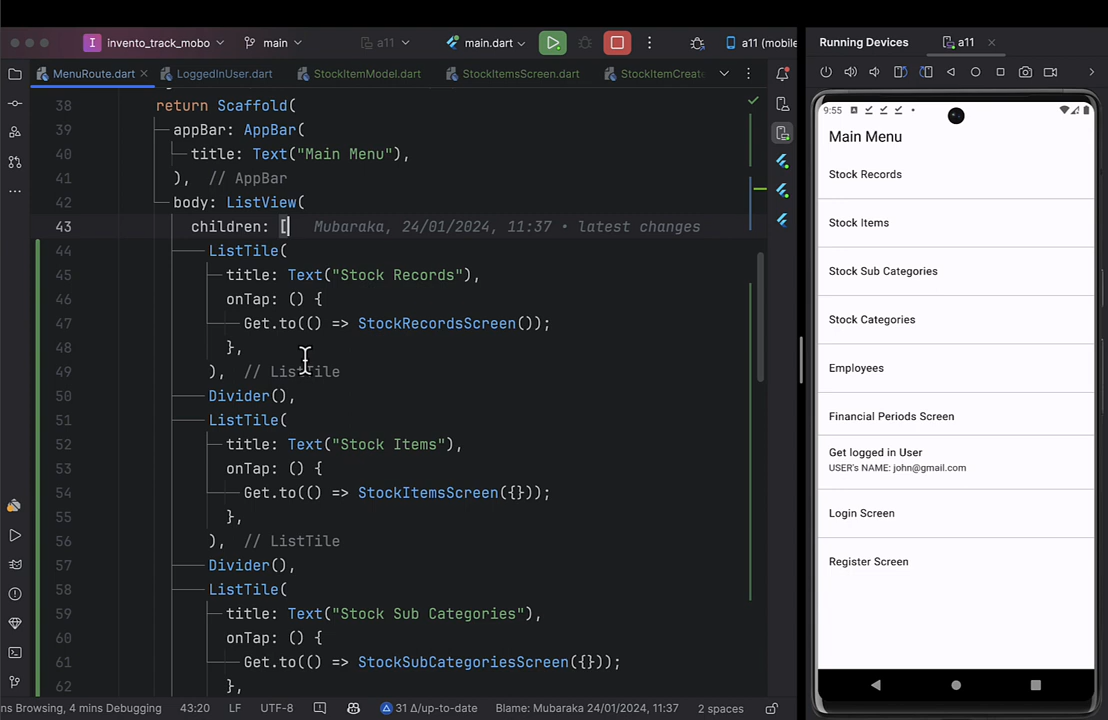 invento_track_mobo
main
a11
main.dart
a11 (mobile
Running Devices
a11
MenuRoute.dart
LoggedInUser.dart
StockItemModel.dart
StockItemsScreen.dart
StockItemCreat
38 return Scaffold(
39 appBar: AppBar(
40 title: Text("Main Menu"),
41 ), // AppBar
42 body: ListView(
43 children: [ Mubaraka, 24/01/2024, 11:37 • latest changes
44 ListTile(
45 title: Text("Stock Records"),
46 onTap: () {
47 Get.to(() => StockRecordsScreen());
48 },
49 ), // ListTile
50 Divider(),
51 ListTile(
52 title: Text("Stock Items"),
53 onTap: () {
54 Get.to(() => StockItemsScreen({}));
55 },
56 ), // ListTile
57 Divider(),
58 ListTile(
59 title: Text("Stock Sub Categories"),
60 onTap: () {
61 Get.to(() => StockSubCategoriesScreen({}));
62 },
ns Browsing, 4 mins Debugging
43:20
LF
UTF-8
31 Δ/up-to-date
Blame: Mubaraka 24/01/2024, 11:37
2 spaces
9:55
Main Menu
Stock Records
Stock Items
Stock Sub Categories
Stock Categories
Employees
Financial Periods Screen
Get logged in User
USER's NAME: john@gmail.com
Login Screen
Register Screen